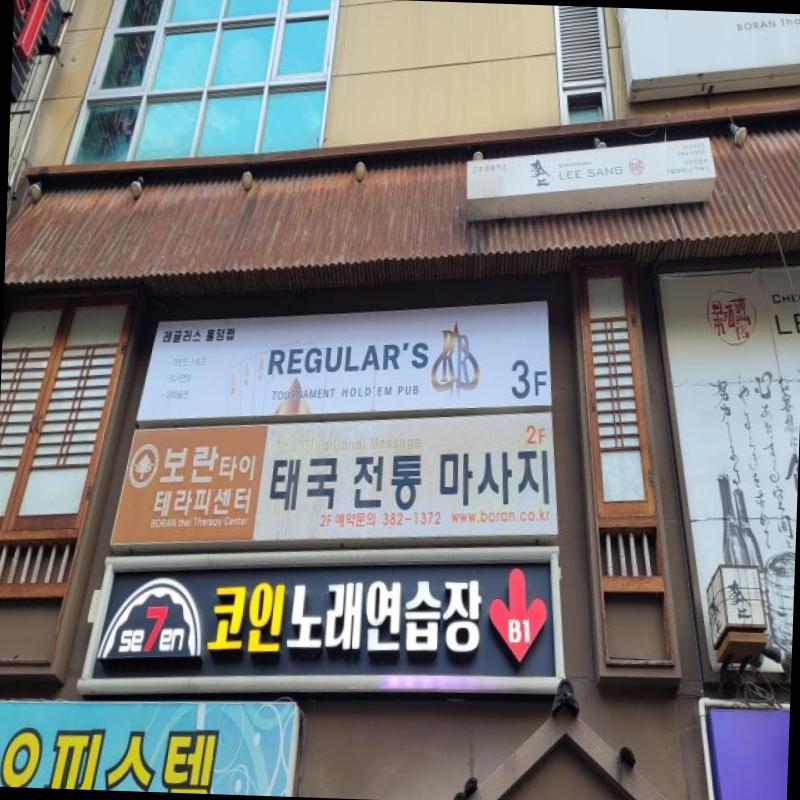 BORAN Tha
LEE SANG
레귤러스 홀덤펍
REGULAR'S
TOURNAMENT HOLD'EM PUB
3F
보란타이
테라피센터
BORAN thai Therapy Center
Thai Traditional Massage
2F
태국 전통 마사지
2F 예약문의 382-1372 www.boran.co.kr
se7en
코인노래연습장
B1
오피스텔